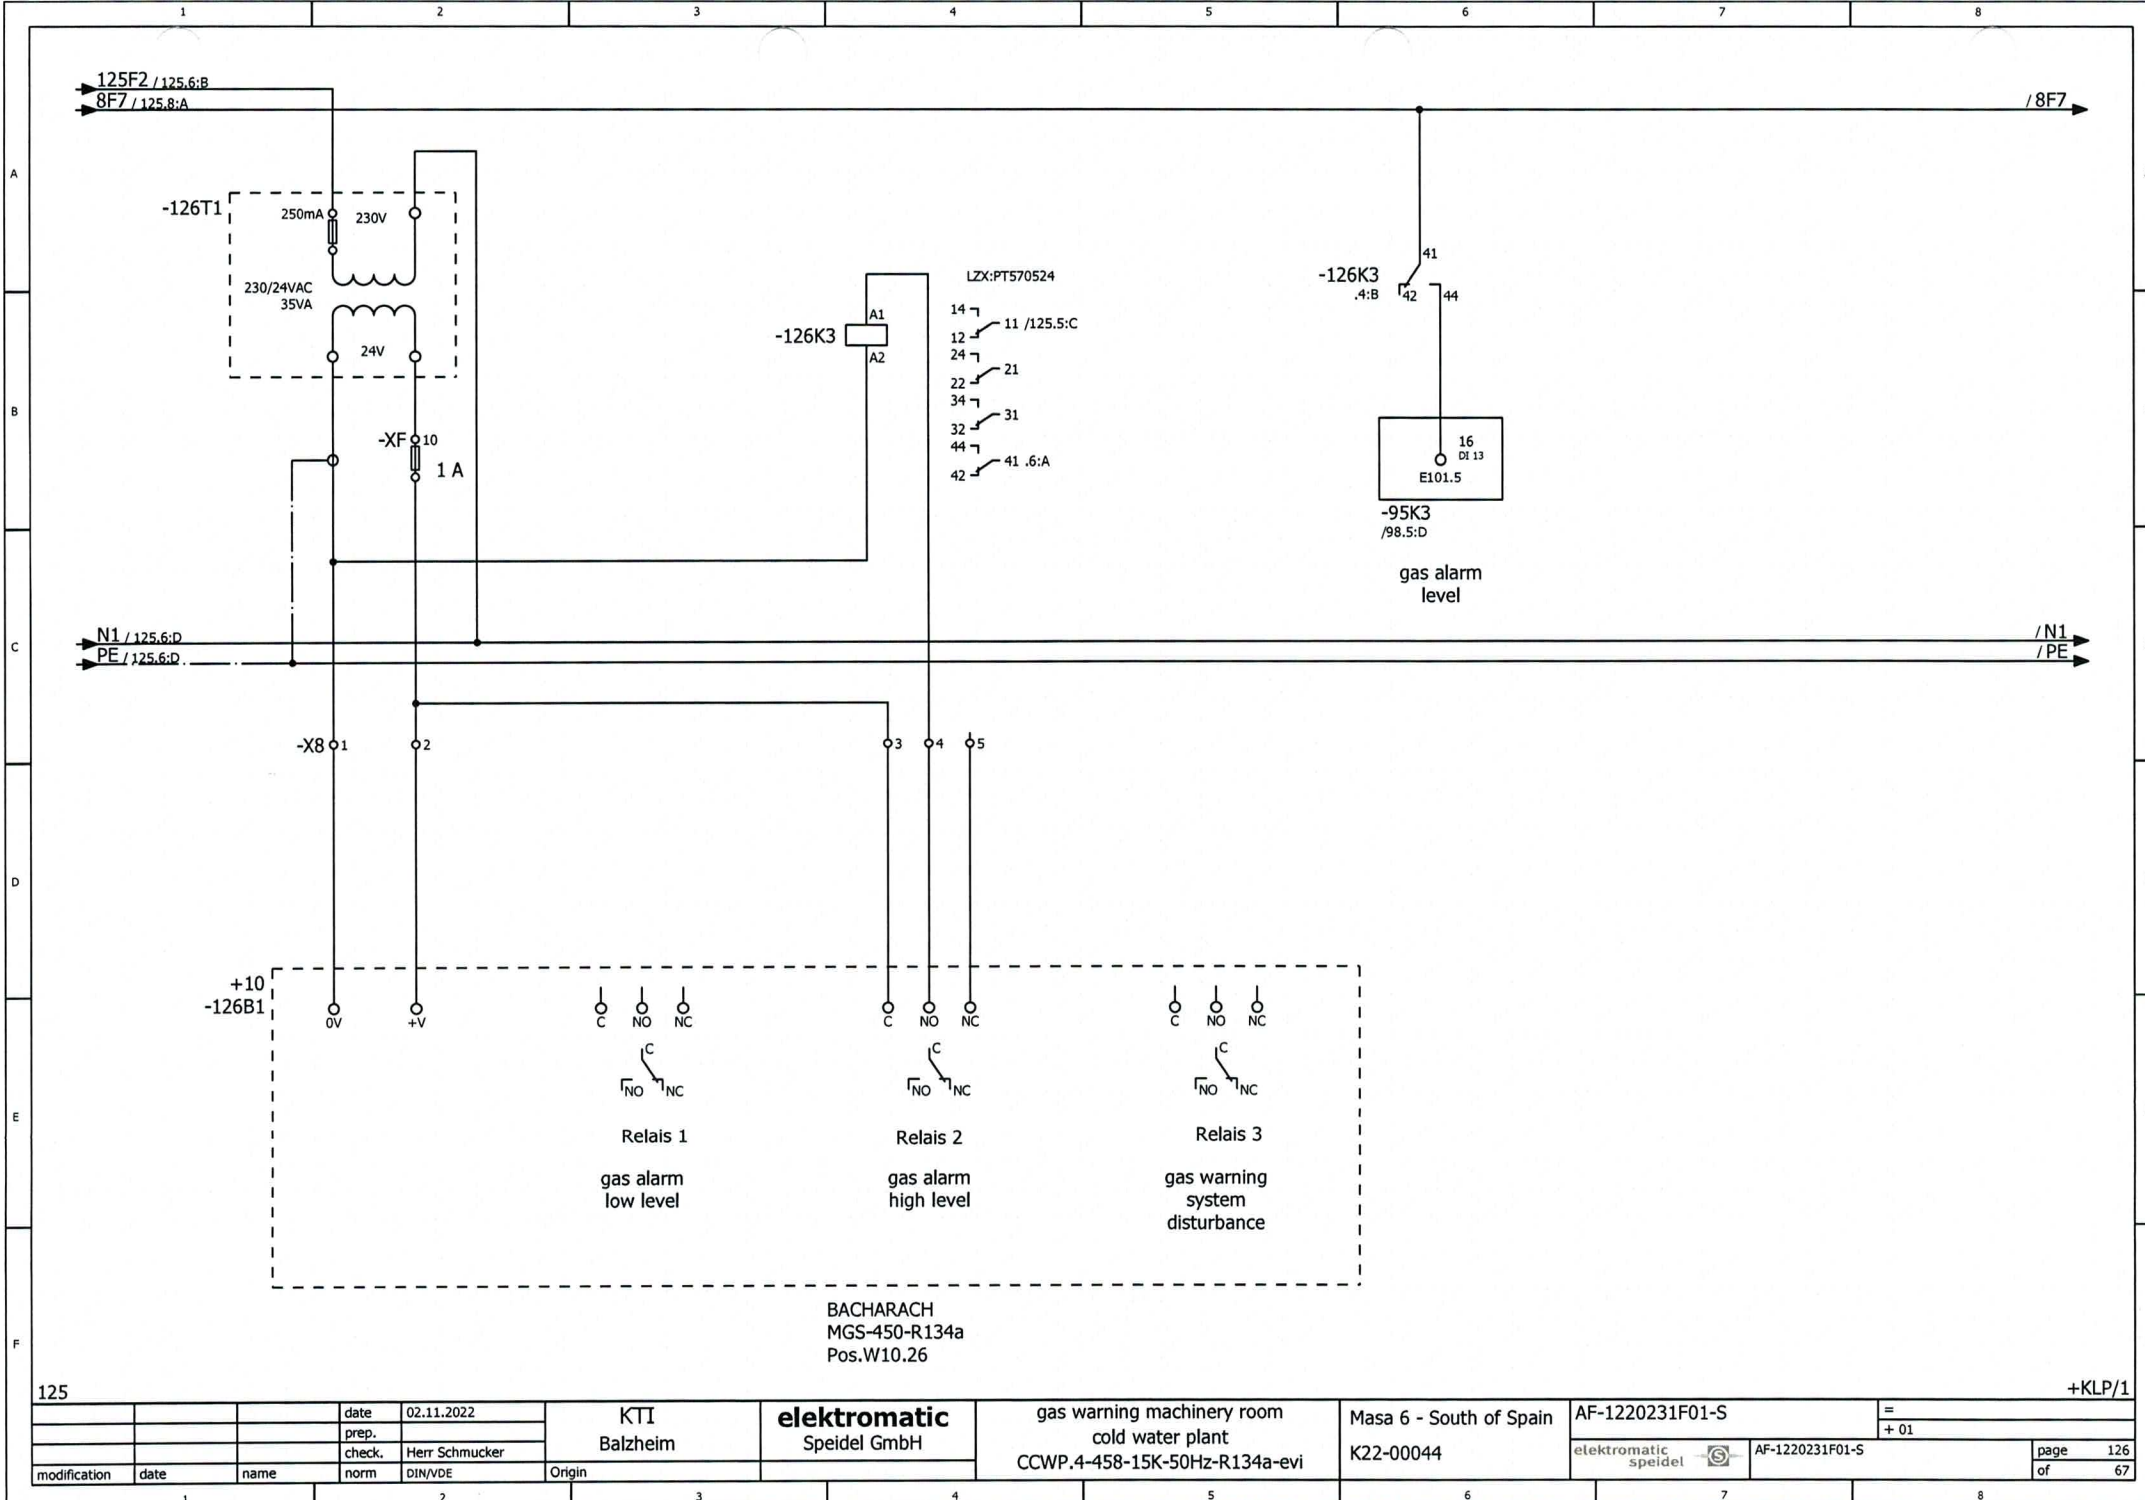 1 2 3 4 5 6 7 8
125F2 / 125.6:B
8F7 / 125.8:A
/ 8F7
A
-126T1
250mA 230V
230/24VAC
35VA
24V
-126K3
A1
A2
LZX:PT570524
14
12 11 /125.5:C
24
22 21
34
32 31
44
42 41 .6:A
41
-126K3
.4:B 42 44
B
-XF 10
1 A
16
DI 13
E101.5
-95K3
/98.5:D
gas alarm
level
N1 / 125.6:D
/ N1
C
PE / 125.6:D
/ PE
-X8 1 2 3 4 5
D
+10
-126B1
0V +V C NO NC C NO NC C NO NC
C C C
NO NC NO NC NO NC
E
Relais 1
gas alarm
low level
Relais 2
gas alarm
high level
Relais 3
gas warning
system
disturbance
BACHARACH
MGS-450-R134a
Pos.W10.26
F
125
+KLP/1
date 02.11.2022
prep.
check. Herr Schmucker
modification date name norm DIN/VDE
KTI
Balzheim
Origin
elektromatic
Speidel GmbH
gas warning machinery room
cold water plant
CCWP.4-458-15K-50Hz-R134a-evi
Masa 6 - South of Spain
K22-00044
AF-1220231F01-S
elektromatic
speidel
S
AF-1220231F01-S
=
+ 01
page 126
of 67
1 2 3 4 5 6 7 8